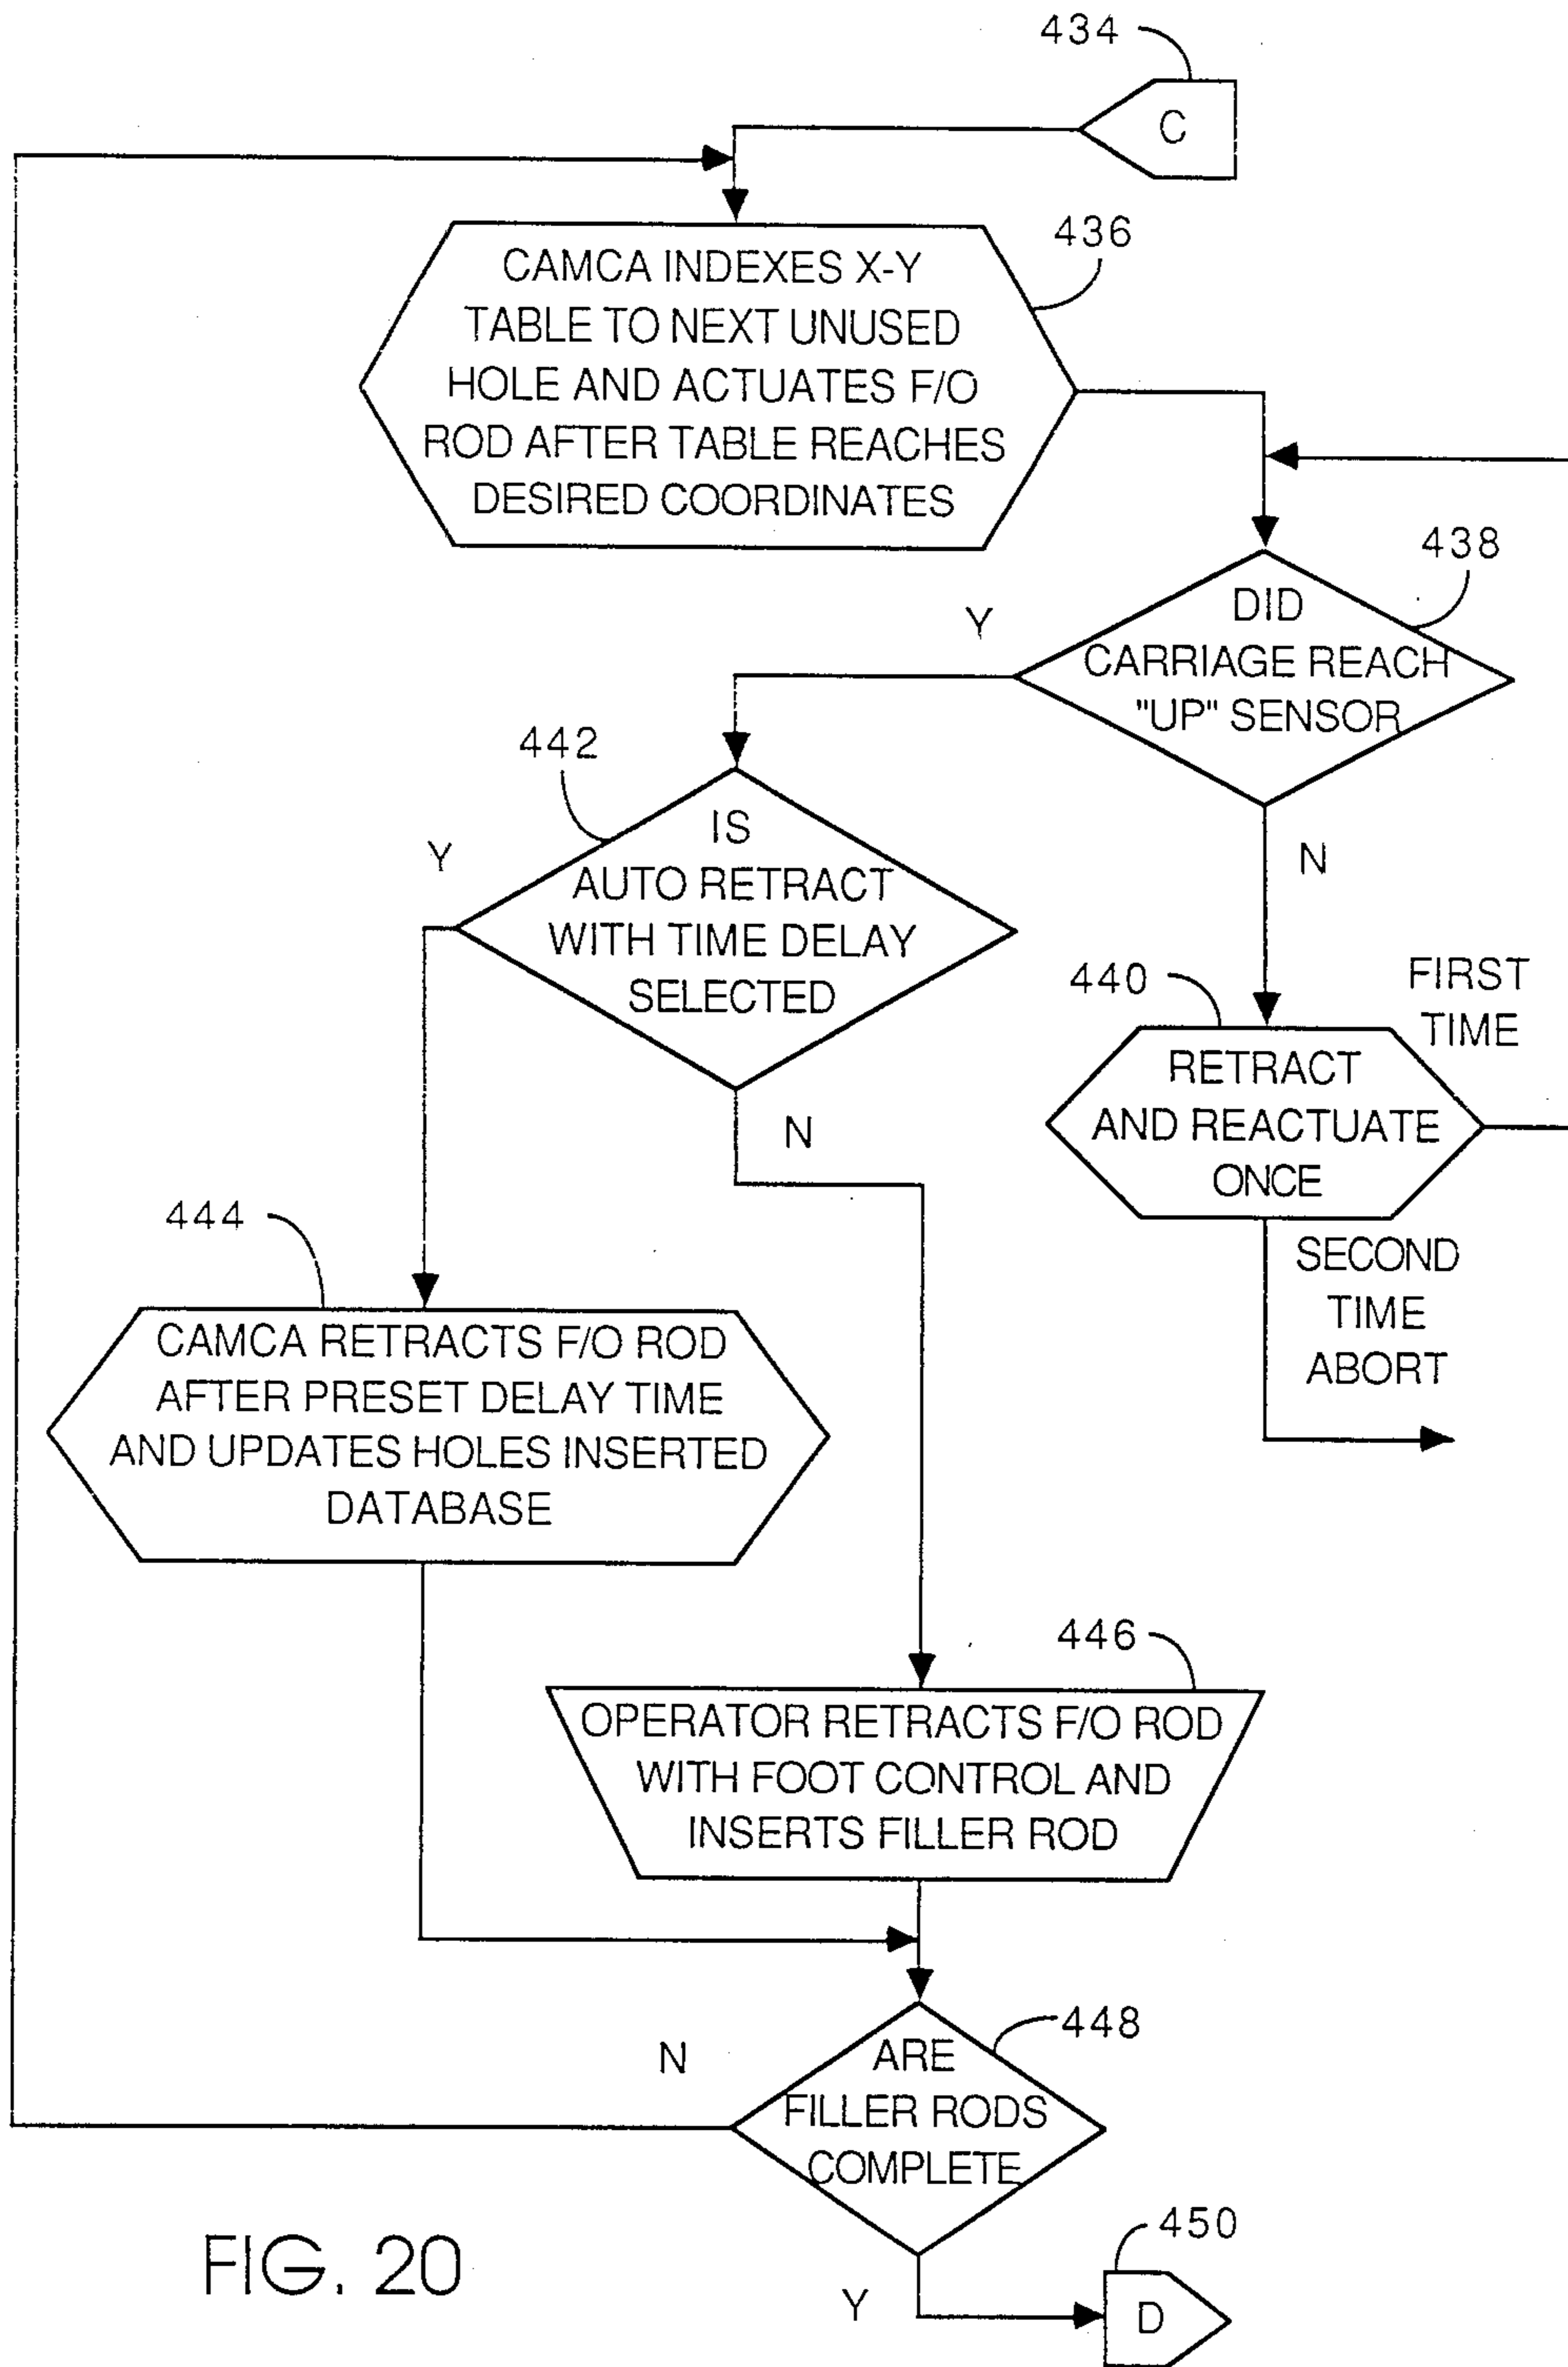 434
C
436
CAMCA INDEXES X-Y
TABLE TO NEXT UNUSED
HOLE AND ACTUATES F/O
ROD AFTER TABLE REACHES
DESIRED COORDINATES
438
DID
CARRIAGE REACH
"UP" SENSOR
Y
N
442
IS
AUTO RETRACT
WITH TIME DELAY
SELECTED
Y
N
440
RETRACT
AND REACTUATE
ONCE
FIRST
TIME
SECOND
TIME
ABORT
444
CAMCA RETRACTS F/O ROD
AFTER PRESET DELAY TIME
AND UPDATES HOLES INSERTED
DATABASE
446
OPERATOR RETRACTS F/O ROD
WITH FOOT CONTROL AND
INSERTS FILLER ROD
448
ARE
FILLER RODS
COMPLETE
N
Y
450
D
FIG. 20